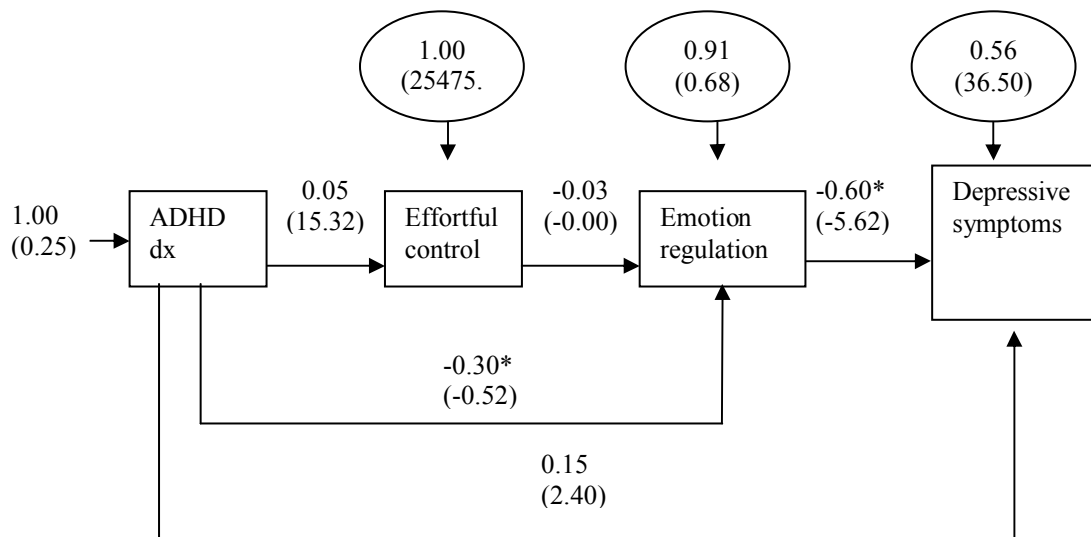 1.00
(25475.
0.91
(0.68)
0.56
(36.50)
1.00
(0.25)
ADHD
dx
0.05
(15.32)
Effortful
control
-0.03
(-0.00)
Emotion
regulation
-0.60*
(-5.62)
Depressive
symptoms
-0.30*
(-0.52)
0.15
(2.40)